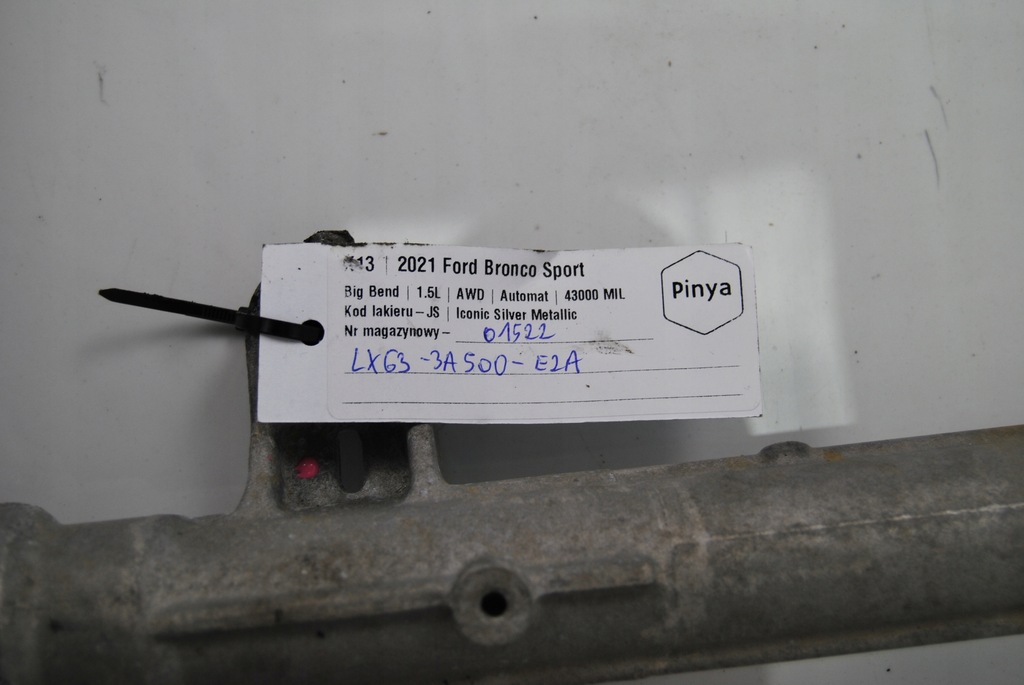 13 | 2021 Ford Bronco Sport
Big Bend | 1.5L | AWD | Automat | 43000 MIL
Kod lakieru – JS | Iconic Silver Metallic
Nr magazynowy – 01522
LX63-3A500-E2A
Pinya